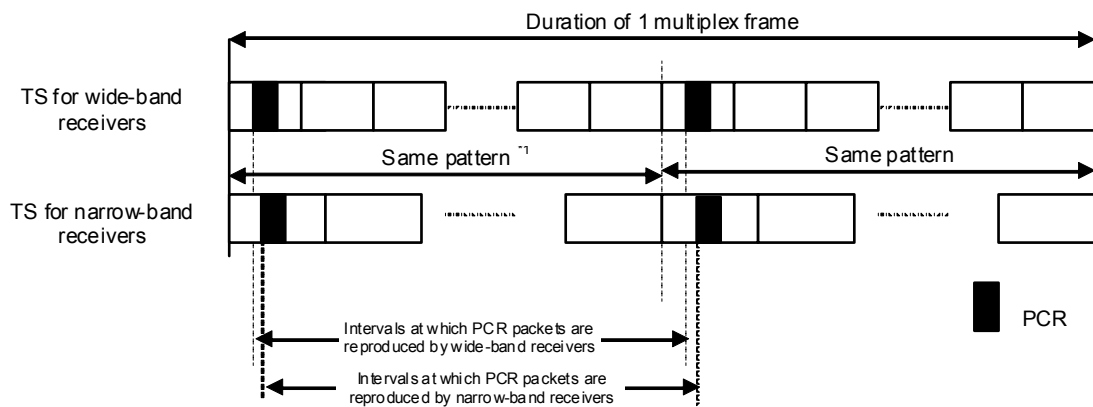 Duration of 1 multiplex frame
TS for wide-band
receivers
Same pattern *1
Same pattern
TS for narrow-band
receivers
Intervals at which PCR packets are
reproduced by wide-band receivers
Intervals at which PCR packets are
reproduced by narrow-band receivers
PCR